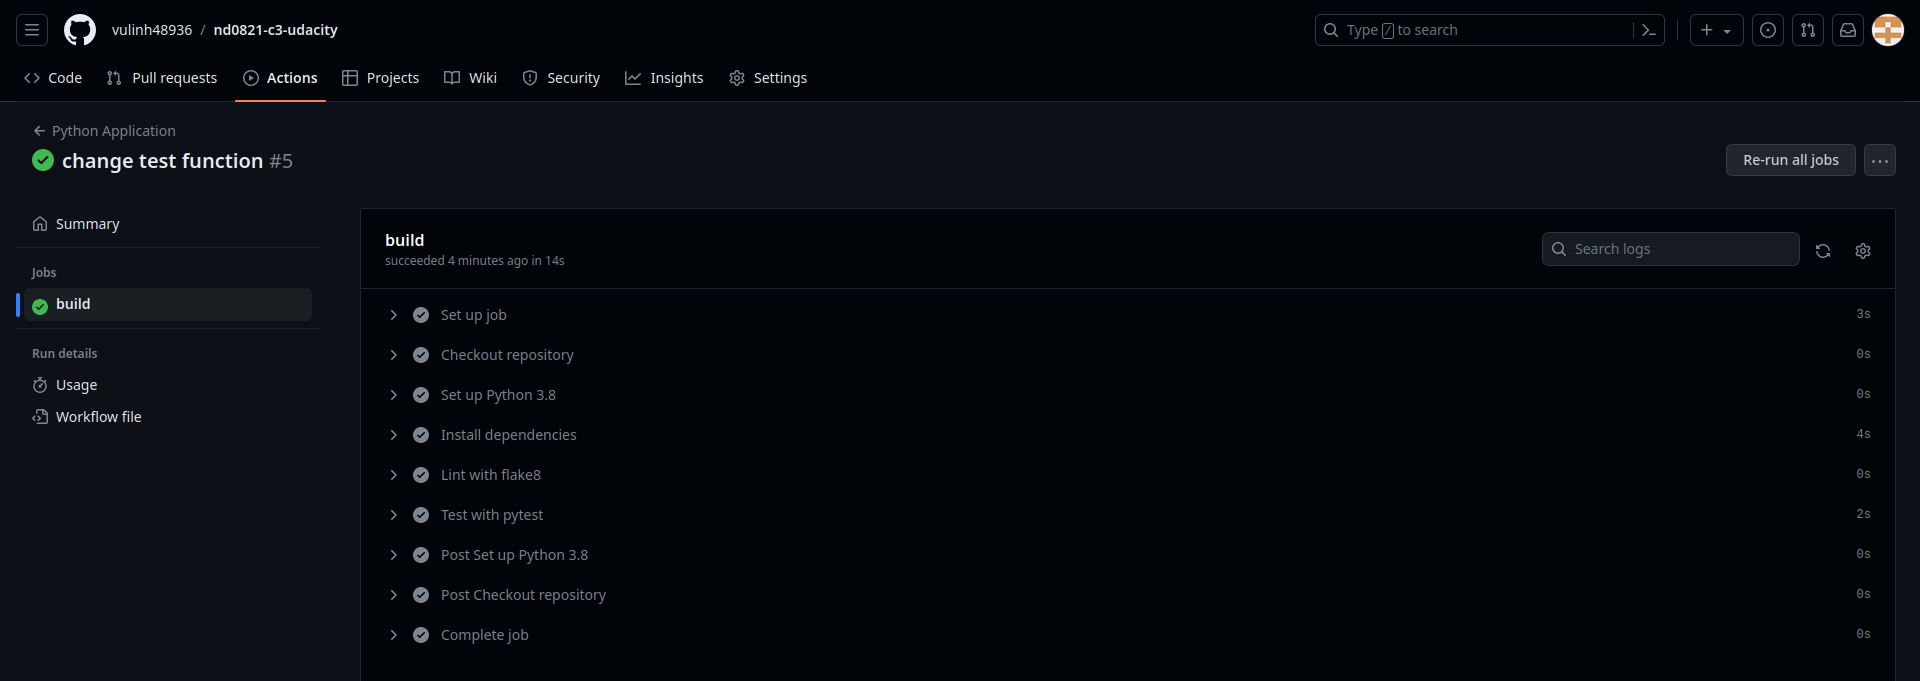 vulinh48936 / nd0821-c3-udacity
Type / to search
Code Pull requests Actions Projects Wiki Security Insights Settings
Python Application
change test function #5
Re-run all jobs
Summary
Jobs
build
Run details
Usage
Workflow file
build
succeeded 4 minutes ago in 14s
Search logs
Set up job 3s
Checkout repository 0s
Set up Python 3.8 0s
Install dependencies 4s
Lint with flake8 0s
Test with pytest 2s
Post Set up Python 3.8 0s
Post Checkout repository 0s
Complete job 0s